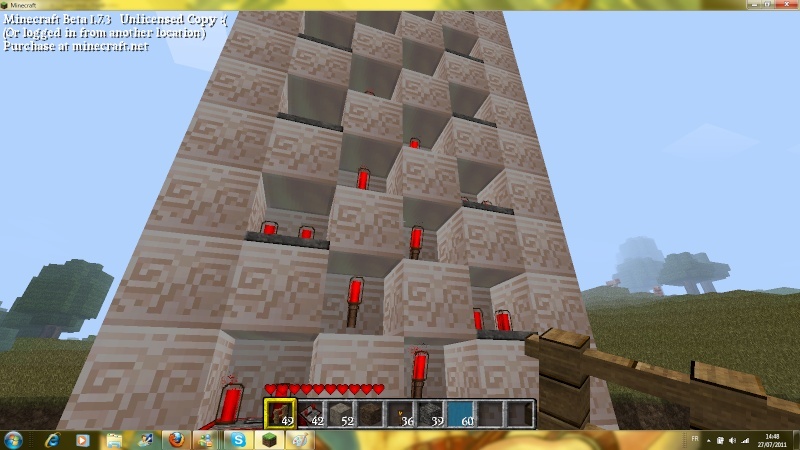 Minecraft
Minecraft Beta 1.7.3   Unlicensed Copy :(
(Or logged in from another location)
Purchase at minecraft.net
49 42 52 36 39 60
FR
14:48
27/07/2011